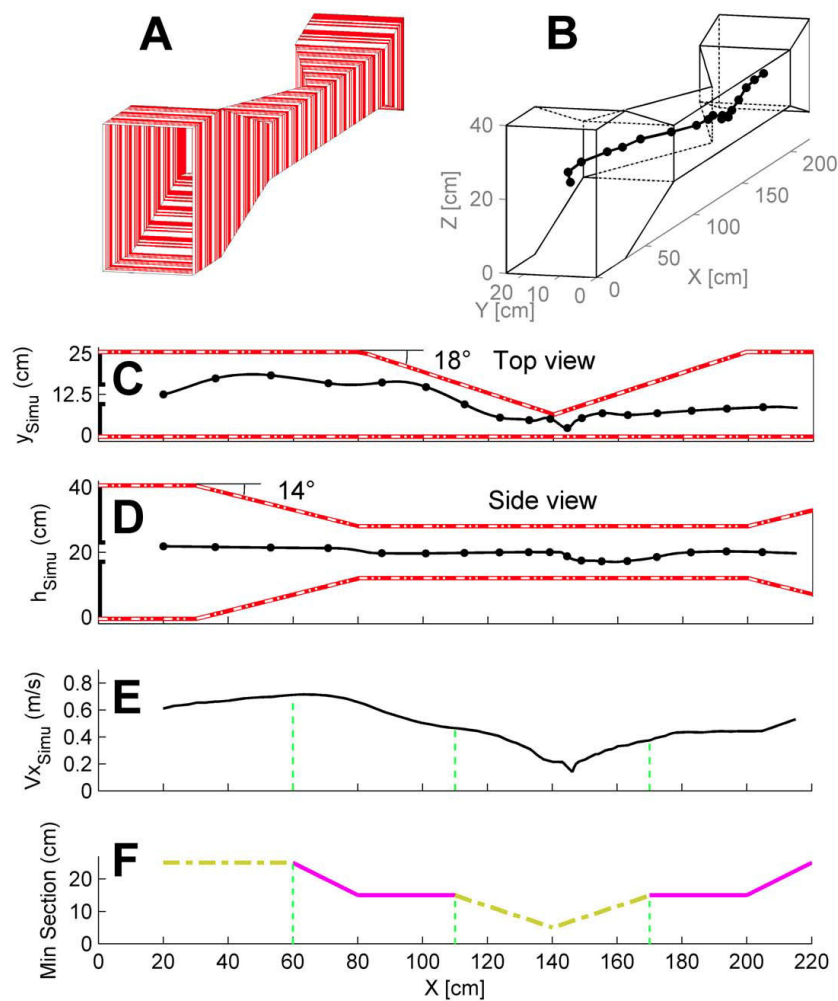 A
B
40
20
0
Z [cm]
20
10
0
Y [cm]
0
50
100
150
200
X [cm]
25
12.5
0
y_Simu (cm)
C
18°
Top view
40
20
0
h_Simu (cm)
D
14°
Side view
0.8
0.6
0.4
0.2
0
Vx_Simu (m/s)
E
20
10
0
Min Section (cm)
F
0 20 40 60 80 100 120 140 160 180 200 220
X [cm]